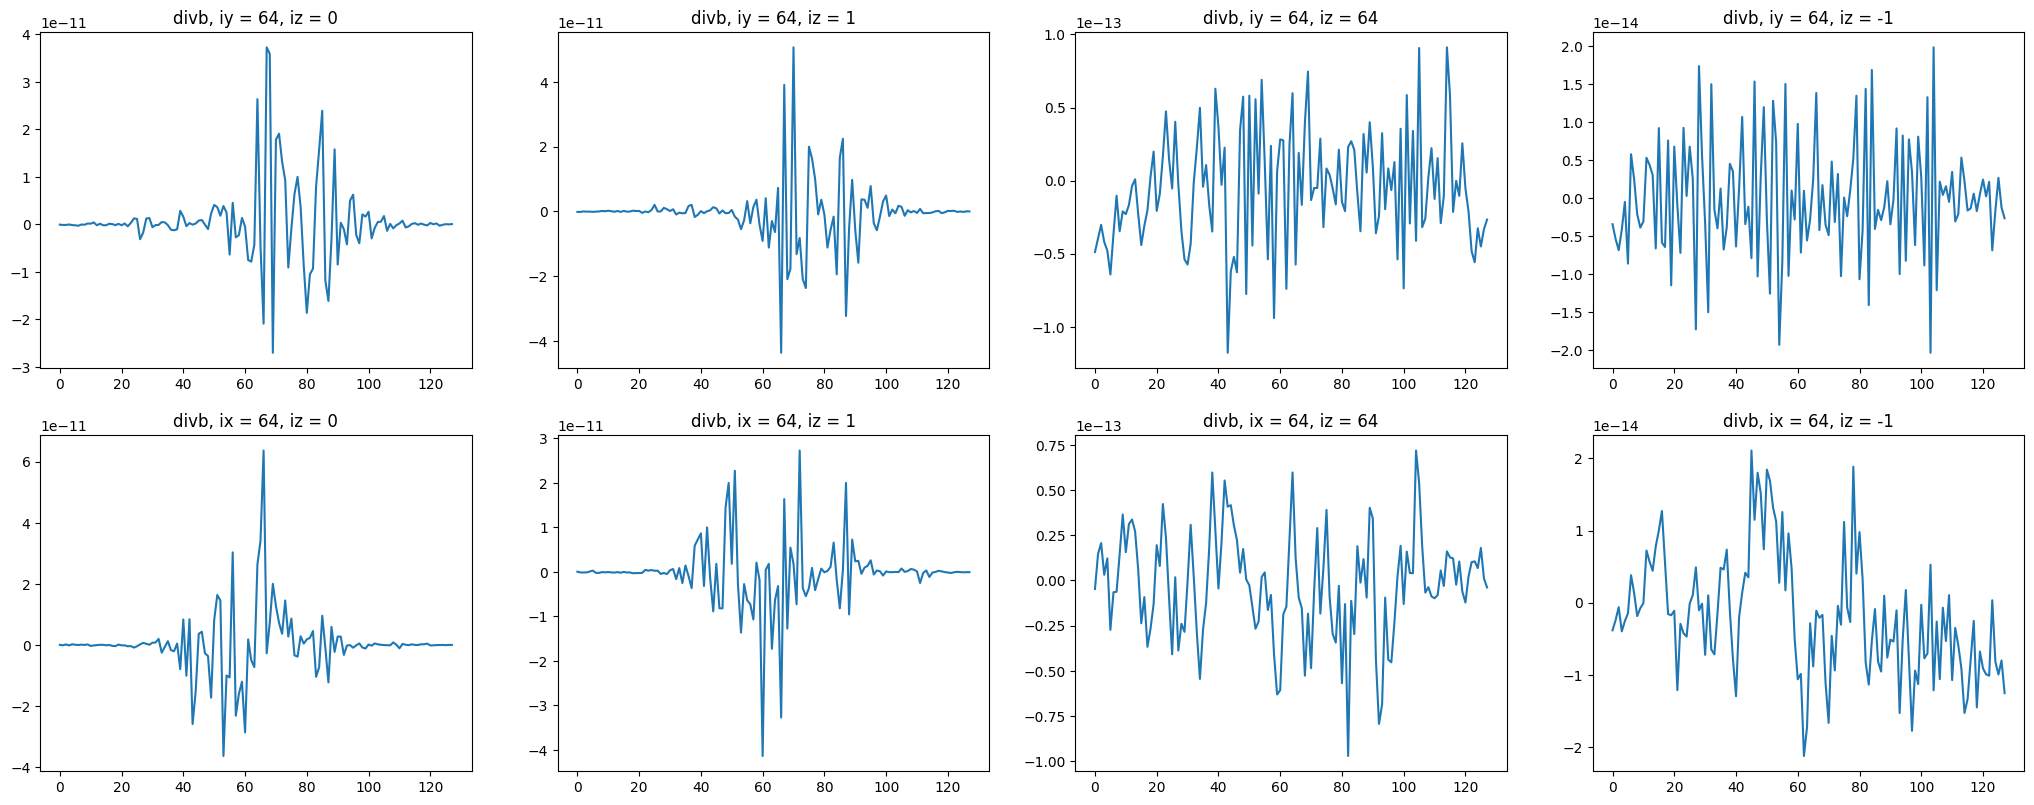 divb, iy = 64, iz = 0
1e−11
4
3
2
1
0
−1
−2
−3
0 20 40 60 80 100 120
divb, iy = 64, iz = 1
1e−11
4
2
0
−2
−4
0 20 40 60 80 100 120
divb, iy = 64, iz = 64
1e−13
1.0
0.5
0.0
−0.5
−1.0
0 20 40 60 80 100 120
divb, iy = 64, iz = -1
1e−14
2.0
1.5
1.0
0.5
0.0
−0.5
−1.0
−1.5
−2.0
0 20 40 60 80 100 120
divb, ix = 64, iz = 0
1e−11
6
4
2
0
−2
−4
0 20 40 60 80 100 120
divb, ix = 64, iz = 1
1e−11
3
2
1
0
−1
−2
−3
−4
0 20 40 60 80 100 120
divb, ix = 64, iz = 64
1e−13
0.75
0.50
0.25
0.00
−0.25
−0.50
−0.75
−1.00
0 20 40 60 80 100 120
divb, ix = 64, iz = -1
1e−14
2
1
0
−1
−2
0 20 40 60 80 100 120